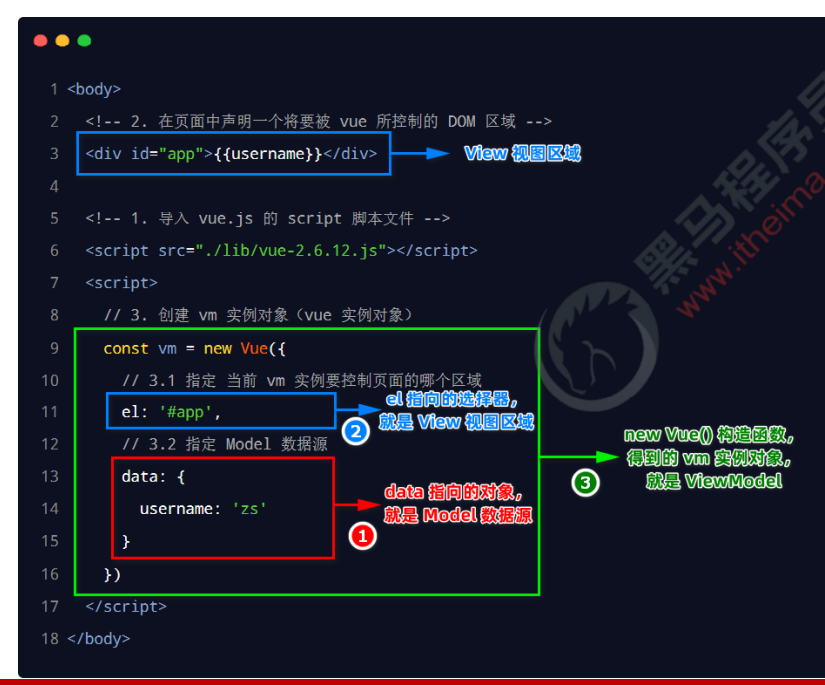 1 <body>
2 <!-- 2. 在页面中声明一个将要被 vue 所控制的 DOM 区域 -->
3 <div id="app">{{username}}</div>
View 视图区域
4
5 <!-- 1. 导入 vue.js 的 script 脚本文件 -->
6 <script src="./lib/vue-2.6.12.js"></script>
7 <script>
8 // 3. 创建 vm 实例对象（vue 实例对象）
9 const vm = new Vue({
10 // 3.1 指定 当前 vm 实例要控制页面的哪个区域
11 el: '#app',
② el 指向的选择器，
就是 View 视图区域
12 // 3.2 指定 Model 数据源
13 data: {
14 username: 'zs'
15 }
① data 指向的对象，
就是 Model 数据源
16 })
③ new Vue() 构造函数，
得到的 vm 实例对象，
就是 ViewModel
17 </script>
18 </body>
黑马程序员
www.itheima